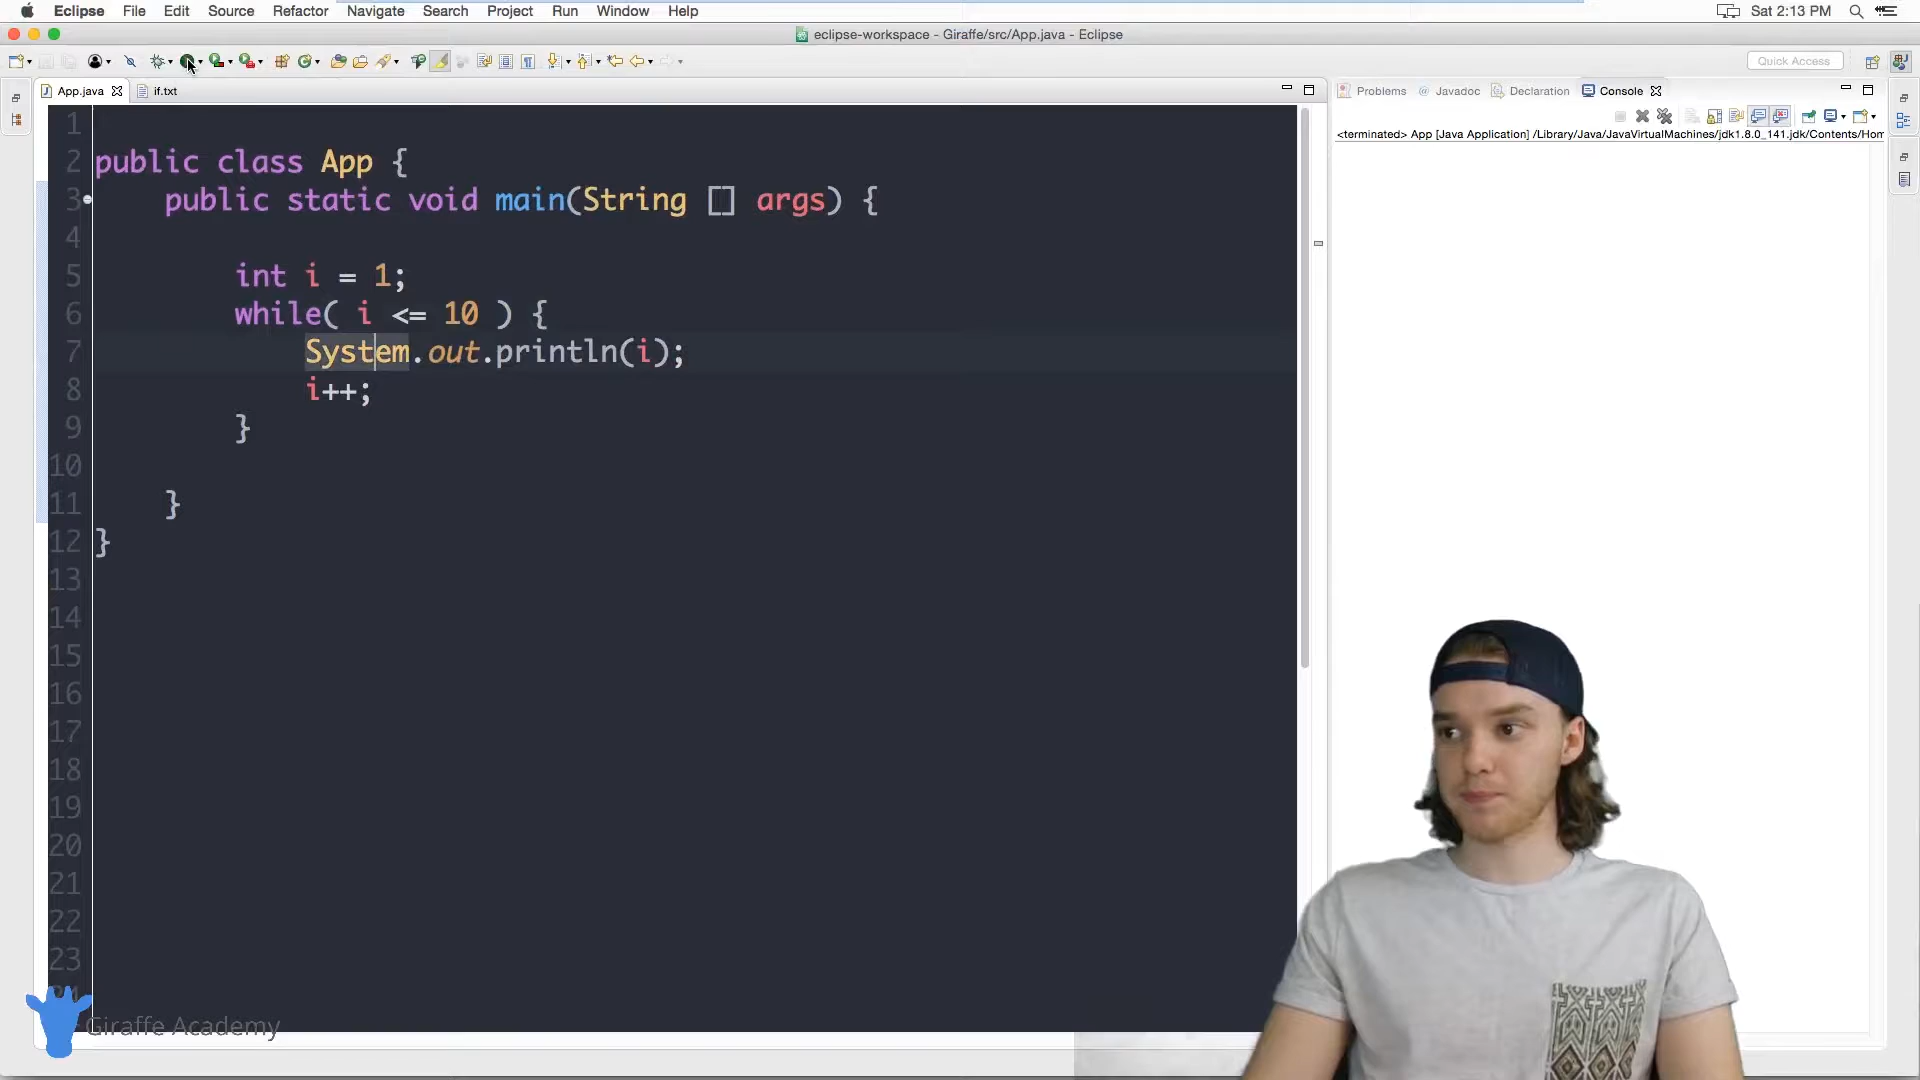 Eclipse File Edit Source Refactor Navigate Search Project Run Window Help Sat 2:13 PM
eclipse-workspace - Giraffe/src/App.java - Eclipse
Quick Access
App.java if.txt
Problems Javadoc Declaration Console
<terminated> App [Java Application] /Library/Java/JavaVirtualMachines/jdk1.8.0_141.jdk/Contents/Hom
1
2 public class App {
3 public static void main(String [] args) {
4
5 int i = 1;
6 while( i <= 10 ) {
7 System.out.println(i);
8 i++;
9 }
10
11 }
12 }
13
14
15
16
17
18
19
20
21
22
23
Giraffe Academy